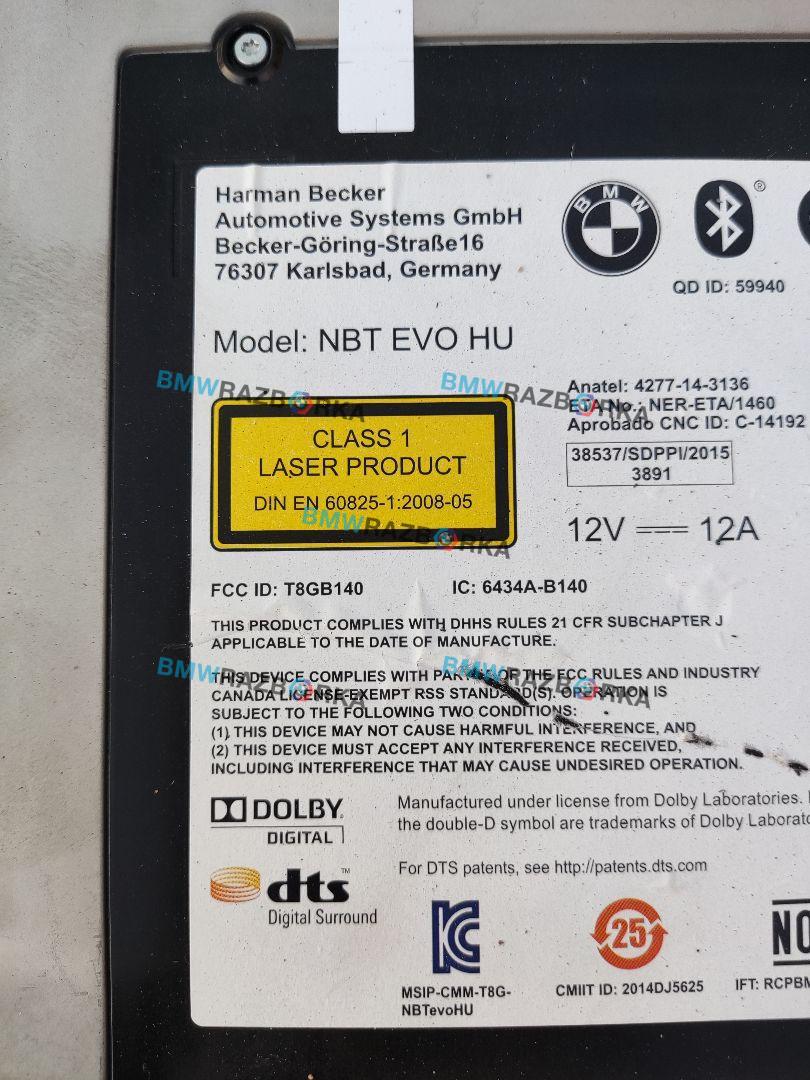 Harman Becker
Automotive Systems GmbH
Becker-Göring-Straße16
76307 Karlsbad, Germany
BMW
®
QD ID: 59940
Model: NBT EVO HU
BMWRAZBORKA
BMWRAZBORKA
Anatel: 4277-14-3136
ETA No.: NER-ETA/1460
Aprobado CNC ID: C-14192
38537/SDPPI/2015
3891
CLASS 1
LASER PRODUCT
DIN EN 60825-1:2008-05
BMWRAZBORKA
12V 12A
FCC ID: T8GB140 IC: 6434A-B140
THIS PRODUCT COMPLIES WITH DHHS RULES 21 CFR SUBCHAPTER J
APPLICABLE TO THE DATE OF MANUFACTURE.
BMWRAZBORKA
BMWRAZBORKA
THIS DEVICE COMPLIES WITH PART OF THE FCC RULES AND INDUSTRY
CANADA LICENSE-EXEMPT RSS STANDARD(S). OPERATION IS
SUBJECT TO THE FOLLOWING TWO CONDITIONS:
(1) THIS DEVICE MAY NOT CAUSE HARMFUL INTERFERENCE, AND
(2) THIS DEVICE MUST ACCEPT ANY INTERFERENCE RECEIVED,
INCLUDING INTERFERENCE THAT MAY CAUSE UNDESIRED OPERATION.
DOLBY
DIGITAL
Manufactured under license from Dolby Laboratories.
the double-D symbol are trademarks of Dolby
For DTS patents, see http://patents.dts.com
dts™
Digital Surround
25
MSIP-CMM-T8G-
NBTevoHU
CMIIT ID: 2014DJ5625
IFT: